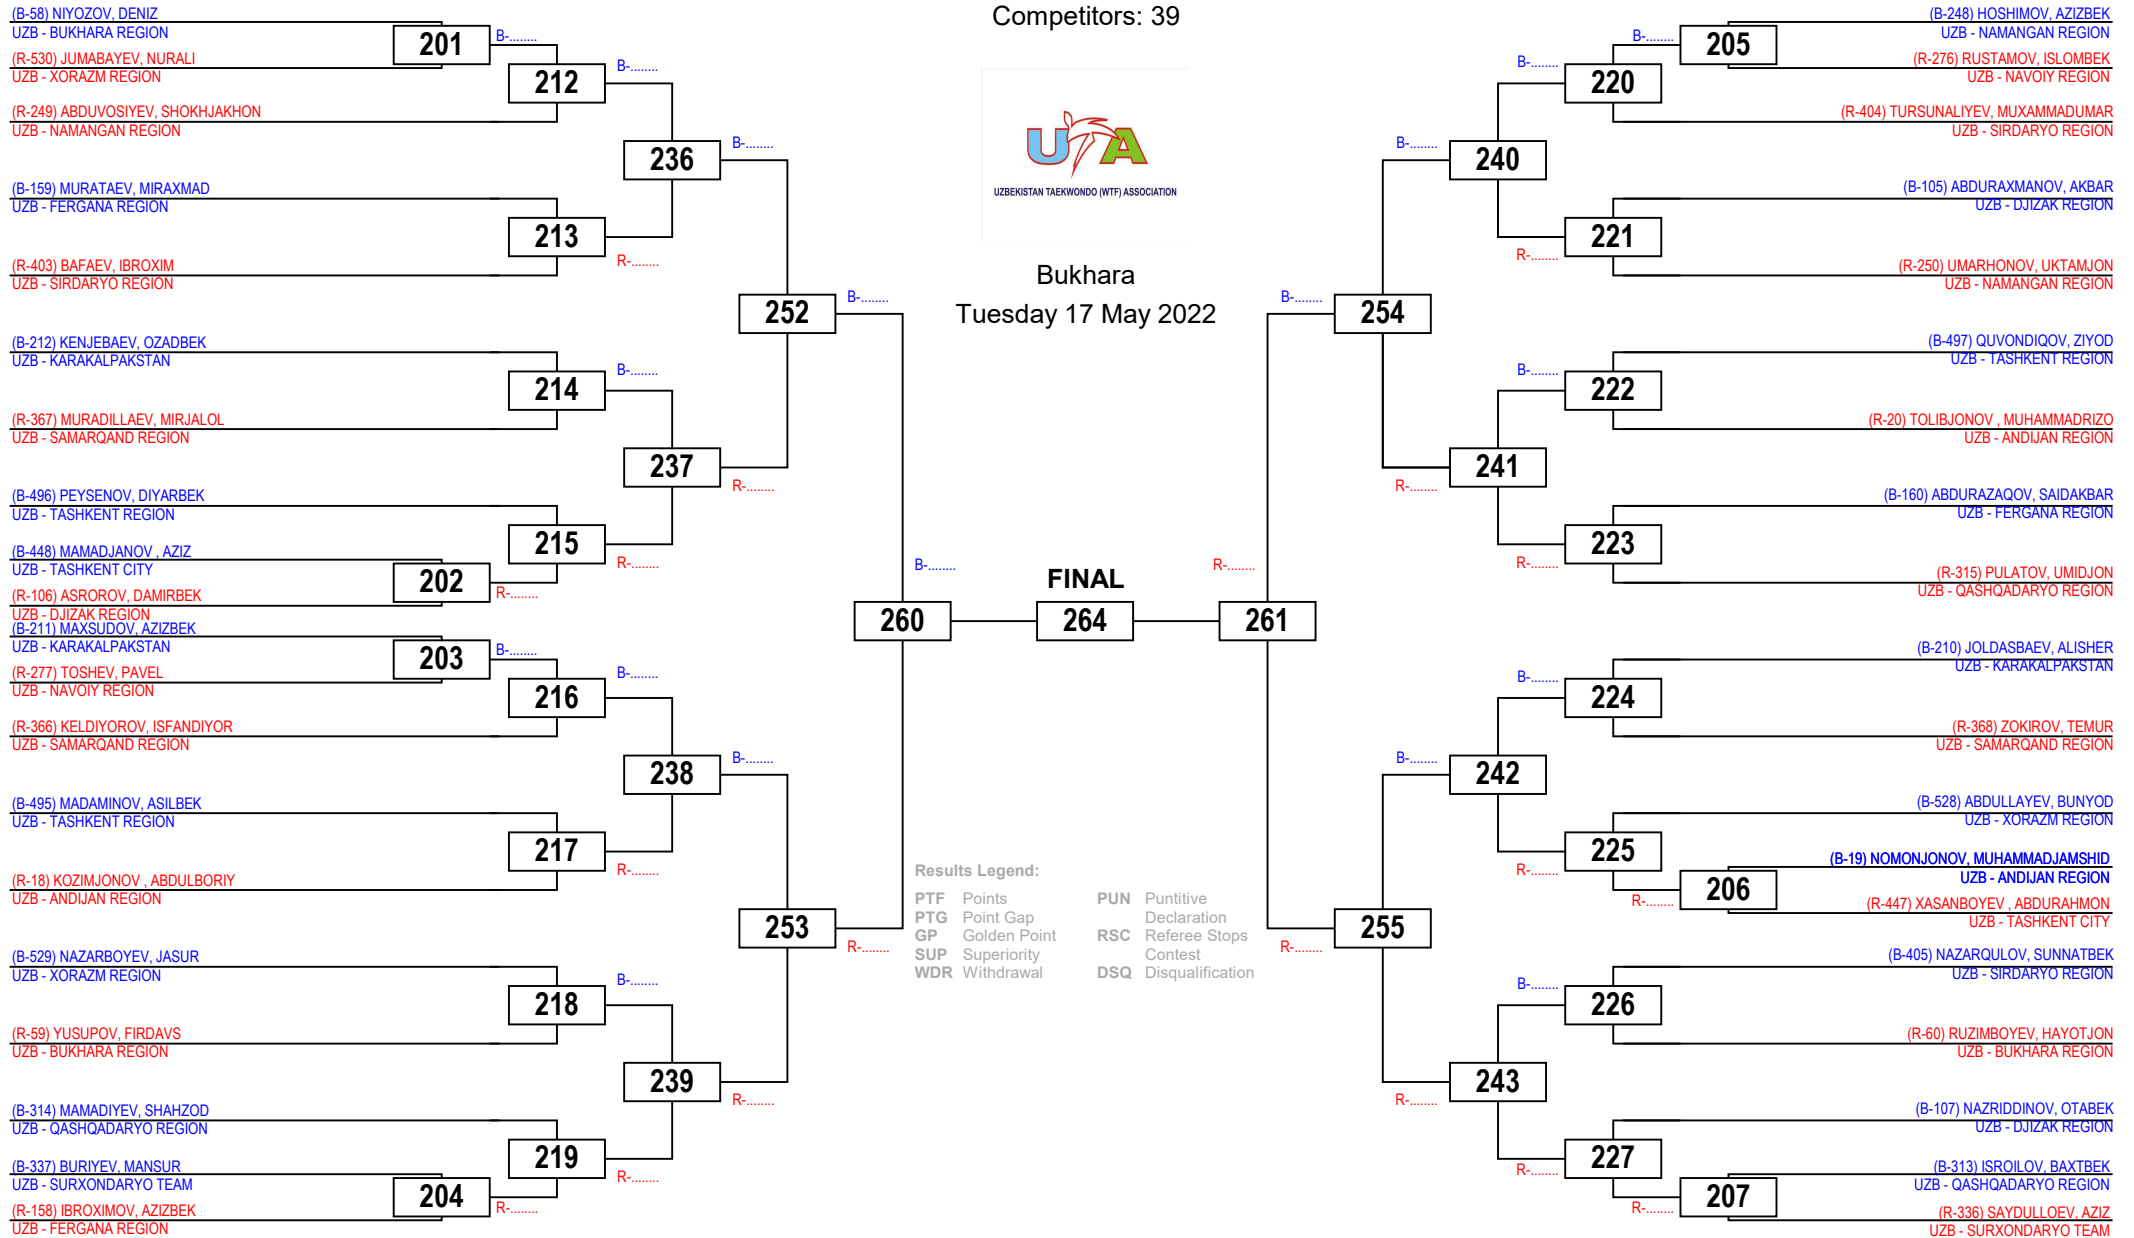 Competitors: 39
UTA
UZBEKISTAN TAEKWONDO (WTF) ASSOCIATION
Bukhara
Tuesday 17 May 2022
(B-58) NIYOZOV, DENIZ
UZB - BUKHARA REGION
201
(R-530) JUMABAYEV, NURALI
UZB - XORAZM REGION
B-........
212
(R-249) ABDUVOSIYEV, SHOKHJAKHON
UZB - NAMANGAN REGION
B-........
236
(B-159) MURATAEV, MIRAXMAD
UZB - FERGANA REGION
213
(R-403) BAFAEV, IBROXIM
UZB - SIRDARYO REGION
R-........
B-........
252
(B-212) KENJEBAEV, OZADBEK
UZB - KARAKALPAKSTAN
214
(R-367) MURADILLAEV, MIRJALOL
UZB - SAMARQAND REGION
B-........
237
R-........
(B-496) PEYSENOV, DIYARBEK
UZB - TASHKENT REGION
215
(B-448) MAMADJANOV , AZIZ
UZB - TASHKENT CITY
202
(R-106) ASROROV, DAMIRBEK
UZB - DJIZAK REGION
R-........
R-........
B-........
260
(B-211) MAXSUDOV, AZIZBEK
UZB - KARAKALPAKSTAN
203
(R-277) TOSHEV, PAVEL
UZB - NAVOIY REGION
B-........
216
(R-366) KELDIYOROV, ISFANDIYOR
UZB - SAMARQAND REGION
B-........
238
(B-495) MADAMINOV, ASILBEK
UZB - TASHKENT REGION
217
(R-18) KOZIMJONOV , ABDULBORIY
UZB - ANDIJAN REGION
R-........
B-........
253
R-........
(B-529) NAZARBOYEV, JASUR
UZB - XORAZM REGION
218
(R-59) YUSUPOV, FIRDAVS
UZB - BUKHARA REGION
B-........
239
R-........
(B-314) MAMADIYEV, SHAHZOD
UZB - QASHQADARYO REGION
219
(B-337) BURIYEV, MANSUR
UZB - SURXONDARYO TEAM
204
(R-158) IBROXIMOV, AZIZBEK
UZB - FERGANA REGION
R-........
R-........
B-........
FINAL
264
R-........
261
Results Legend:
PTF Points
PTG Point Gap
GP Golden Point
SUP Superiority
WDR Withdrawal
PUN Puntitive
Declaration
RSC Referee Stops
Contest
DSQ Disqualification
(B-248) HOSHIMOV, AZIZBEK
UZB - NAMANGAN REGION
205
(R-276) RUSTAMOV, ISLOMBEK
UZB - NAVOIY REGION
B-........
220
(R-404) TURSUNALIYEV, MUXAMMADUMAR
UZB - SIRDARYO REGION
B-........
240
(B-105) ABDURAXMANOV, AKBAR
UZB - DJIZAK REGION
221
(R-250) UMARHONOV, UKTAMJON
UZB - NAMANGAN REGION
R-........
B-........
254
(B-497) QUVONDIQOV, ZIYOD
UZB - TASHKENT REGION
222
(R-20) TOLIBJONOV , MUHAMMADRIZO
UZB - ANDIJAN REGION
B-........
241
R-........
(B-160) ABDURAZAQOV, SAIDAKBAR
UZB - FERGANA REGION
223
(R-315) PULATOV, UMIDJON
UZB - QASHQADARYO REGION
R-........
(B-210) JOLDASBAEV, ALISHER
UZB - KARAKALPAKSTAN
224
(R-368) ZOKIROV, TEMUR
UZB - SAMARQAND REGION
B-........
242
B-........
(B-528) ABDULLAYEV, BUNYOD
UZB - XORAZM REGION
225
(B-19) NOMONJONOV, MUHAMMADJAMSHID
UZB - ANDIJAN REGION
206
(R-447) XASANBOYEV , ABDURAHMON
UZB - TASHKENT CITY
R-........
R-........
255
R-........
(B-405) NAZARQULOV, SUNNATBEK
UZB - SIRDARYO REGION
226
(R-60) RUZIMBOYEV, HAYOTJON
UZB - BUKHARA REGION
B-........
243
R-........
(B-107) NAZRIDDINOV, OTABEK
UZB - DJIZAK REGION
227
(B-313) ISROILOV, BAXTBEK
UZB - QASHQADARYO REGION
207
(R-336) SAYDULLOEV, AZIZ
UZB - SURXONDARYO TEAM
R-........
R-........
B-........